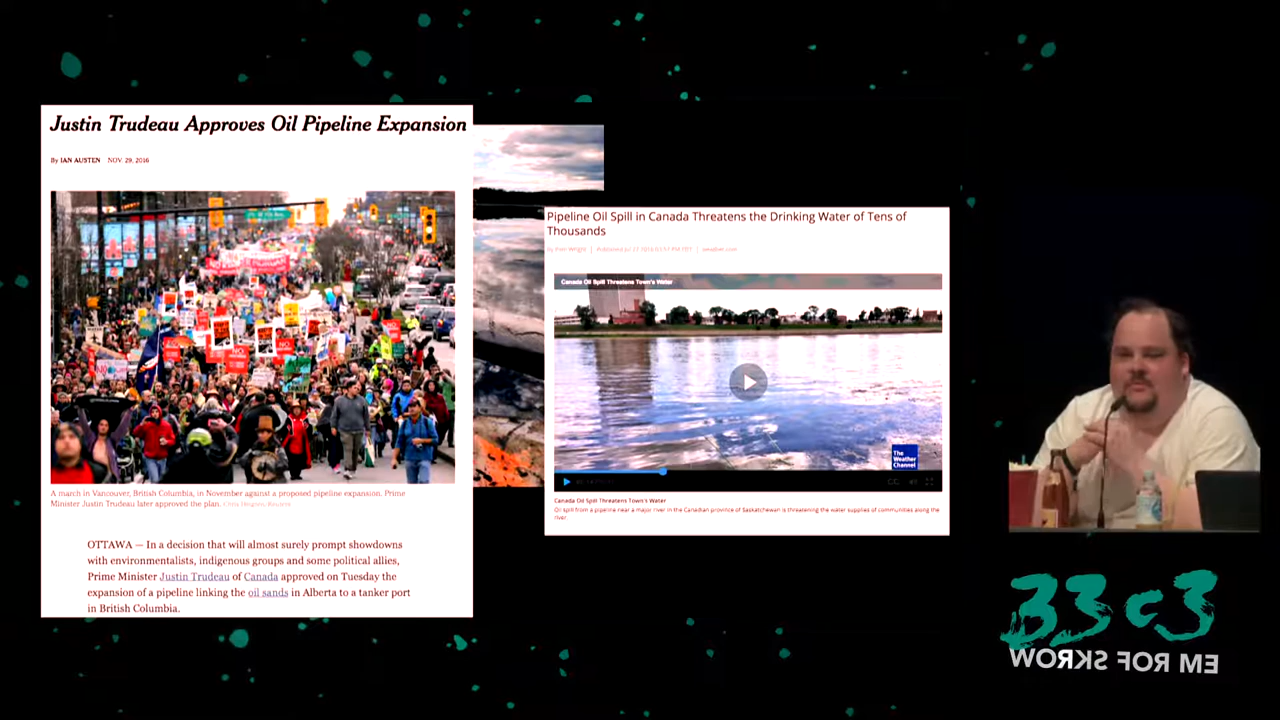 Justin Trudeau Approves Oil Pipeline Expansion
By IAN AUSTEN NOV. 29, 2016
A march in Vancouver, British Columbia, in November against a proposed pipeline expansion. Prime
Minister Justin Trudeau later approved the plan.
OTTAWA — In a decision that will almost surely prompt showdowns
with environmentalists, indigenous groups and some political allies,
Prime Minister Justin Trudeau of Canada approved on Tuesday the
expansion of a pipeline linking the oil sands in Alberta to a tanker port
in British Columbia.
Pipeline Oil Spill in Canada Threatens the Drinking Water of Tens of
Thousands
weather.com
Canada Oil Spill Threatens Town's Water
The
Weather
Channel
CC
Canada Oil Spill Threatens Town's Water
Oil spill from a pipeline near a major river in the Canadian province of Saskatchewan is threatening the water supplies of communities along the
river.
33c3
WORKS FOR ME